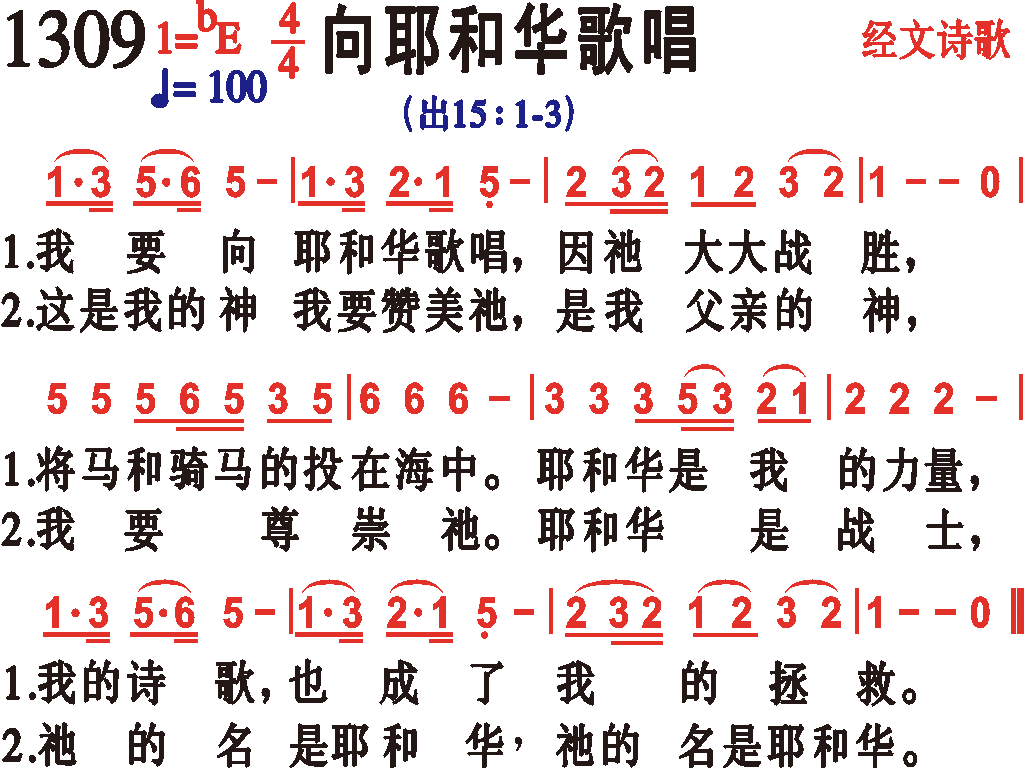 1309 1=bE 4/4 向耶和华歌唱 经文诗歌
♩=100 (出15:1-3)
1·3 5·6 5 - | 1·3 2·1 5 - | 2 3 2 1 2 3 2 | 1 - - 0 |
1.我 要 向 耶和华歌唱，因祂 大大战 胜，
2.这是我的神 我要赞美祂，是我 父亲的 神，
5 5 5 6 5 3 5 | 6 6 6 - | 3 3 3 5 3 2 1 | 2 2 2 - |
1.将马和骑马的投在海中。耶和华是 我 的力量，
2.我 要 尊 崇 祂。耶和华 是 战 士，
1·3 5·6 5 - | 1·3 2·1 5 - | 2 3 2 1 2 3 2 | 1 - - 0 ‖
1.我的诗 歌，也 成 了 我 的 拯 救。
2.祂 的 名 是耶和 华，祂的 名是耶和华。